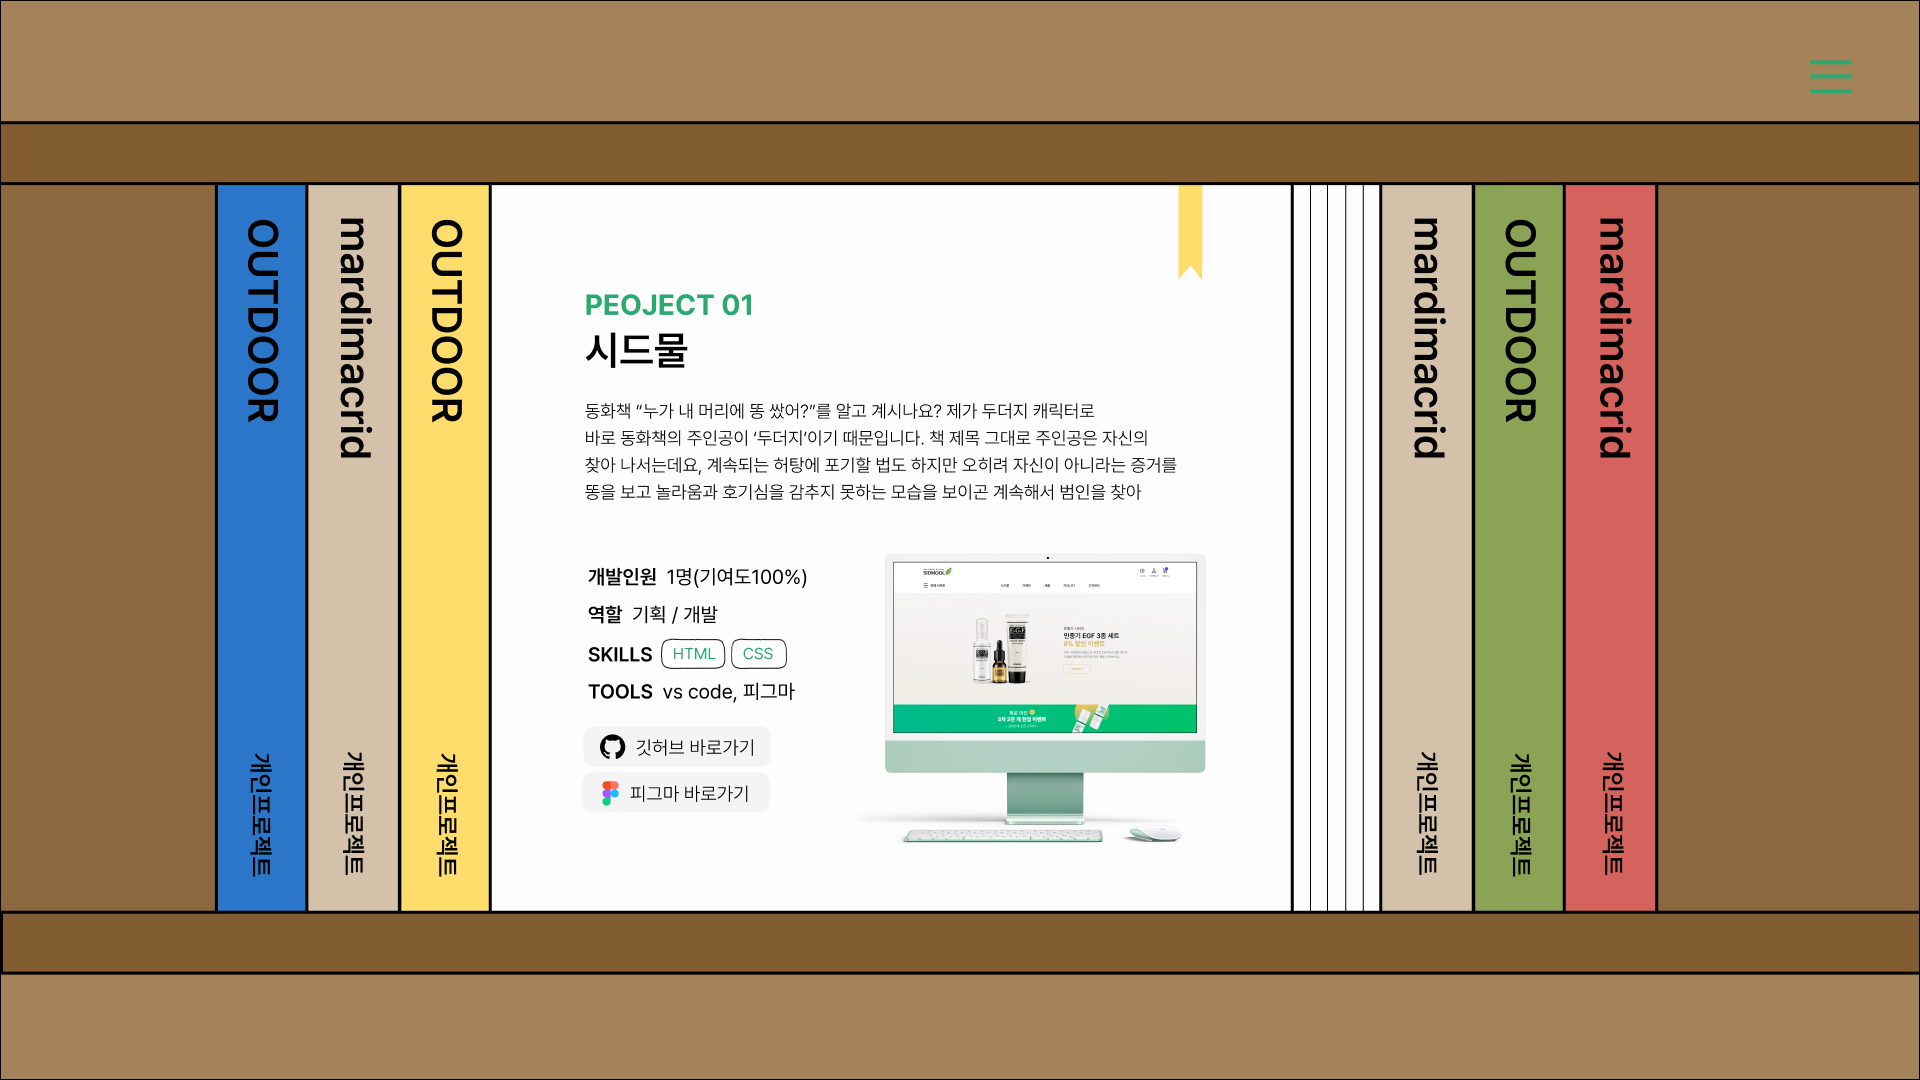 OUTDOOR
개인프로젝트
mardimacrid
개인프로젝트
OUTDOOR
개인프로젝트
PEOJECT 01
시드물
동화책 “누가 내 머리에 똥 쌌어?”를 알고 계시나요? 제가 두더지 캐릭터로
바로 동화책의 주인공이 ‘두더지’이기 때문입니다. 책 제목 그대로 주인공은 자신의
찾아 나서는데요, 계속되는 허탕에 포기할 법도 하지만 오히려 자신이 아니라는 증거를
똥을 보고 놀라움과 호기심을 감추지 못하는 모습을 보이곤 계속해서 범인을 찾아
개발인원 1명(기여도100%)
역할 기획 / 개발
SKILLS HTML CSS
TOOLS vs code, 피그마
깃허브 바로가기
피그마 바로가기
SIDMOOL
민중기 EGF 3종 세트
6% 할인 이벤트
EGF
mardimacrid
개인프로젝트
OUTDOOR
개인프로젝트
mardimacrid
개인프로젝트